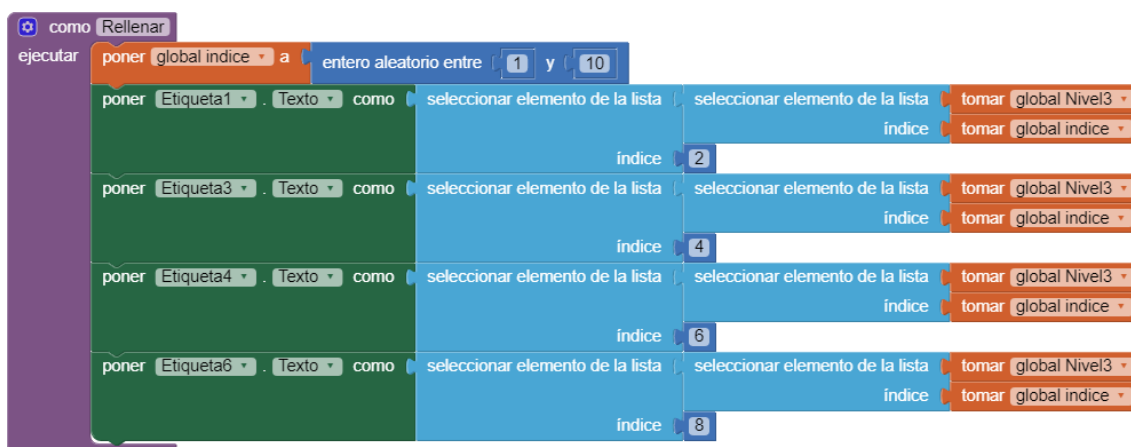 como Rellenar
ejecutar poner global indice a entero aleatorio entre 1 y 10
poner Etiqueta1 . Texto como seleccionar elemento de la lista seleccionar elemento de la lista tomar global Nivel3
índice tomar global indice
índice 2
poner Etiqueta3 . Texto como seleccionar elemento de la lista seleccionar elemento de la lista tomar global Nivel3
índice tomar global indice
índice 4
poner Etiqueta4 . Texto como seleccionar elemento de la lista seleccionar elemento de la lista tomar global Nivel3
índice tomar global indice
índice 6
poner Etiqueta6 . Texto como seleccionar elemento de la lista seleccionar elemento de la lista tomar global Nivel3
índice tomar global indice
índice 8